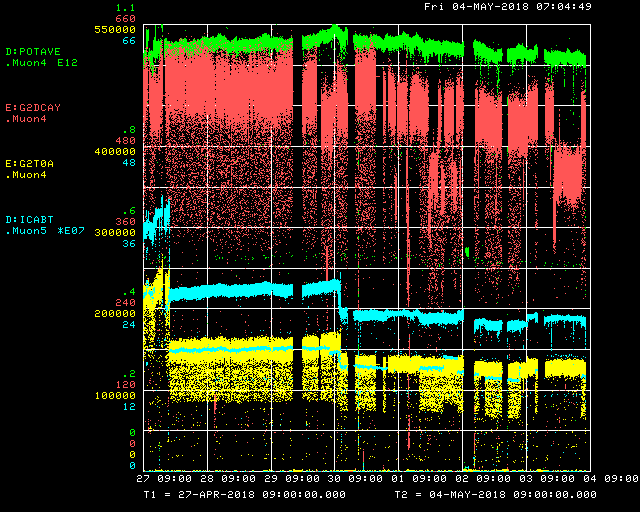 Fri 04-MAY-2018 07:04:49
1.1
660
550000
66
D:POTAVE
.Muon4 E12
E:G2DCAY
.Muon4
.8
480
400000
48
E:G2T0A
.Muon4
D:ICABT
.Muon5 *E07
.6
360
300000
36
.4
240
200000
24
.2
120
100000
12
0
0
0
0
27 09:00 28 09:00 29 09:00 30 09:00 01 09:00 02 09:00 03 09:00 04 09:00
T1 = 27-APR-2018 09:00:00.000 T2 = 04-MAY-2018 09:00:00.000